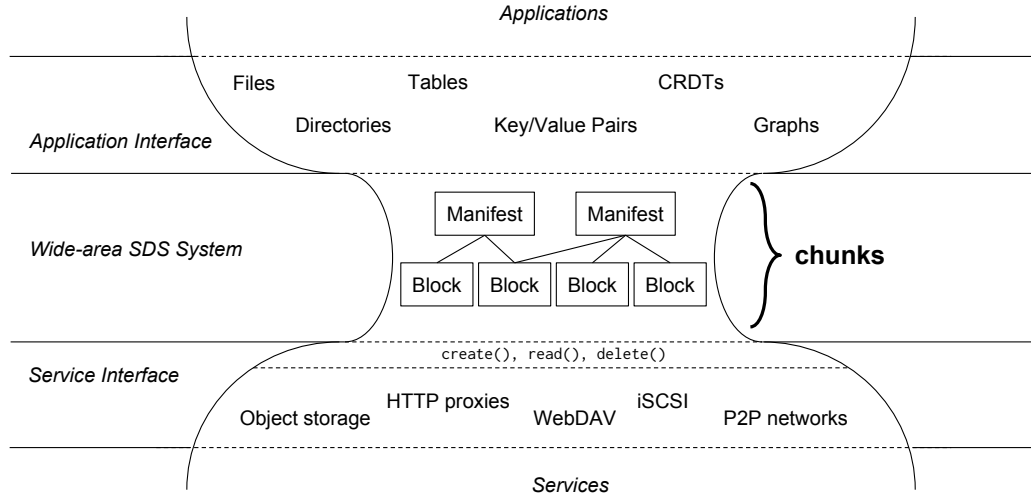 Applications
Files
Tables
CRDTs
Directories
Key/Value Pairs
Graphs
Application Interface
Manifest
Manifest
Wide-area SDS System
chunks
Block
Block
Block
Block
create(), read(), delete()
Service Interface
HTTP proxies
iSCSI
Object storage
WebDAV
P2P networks
Services